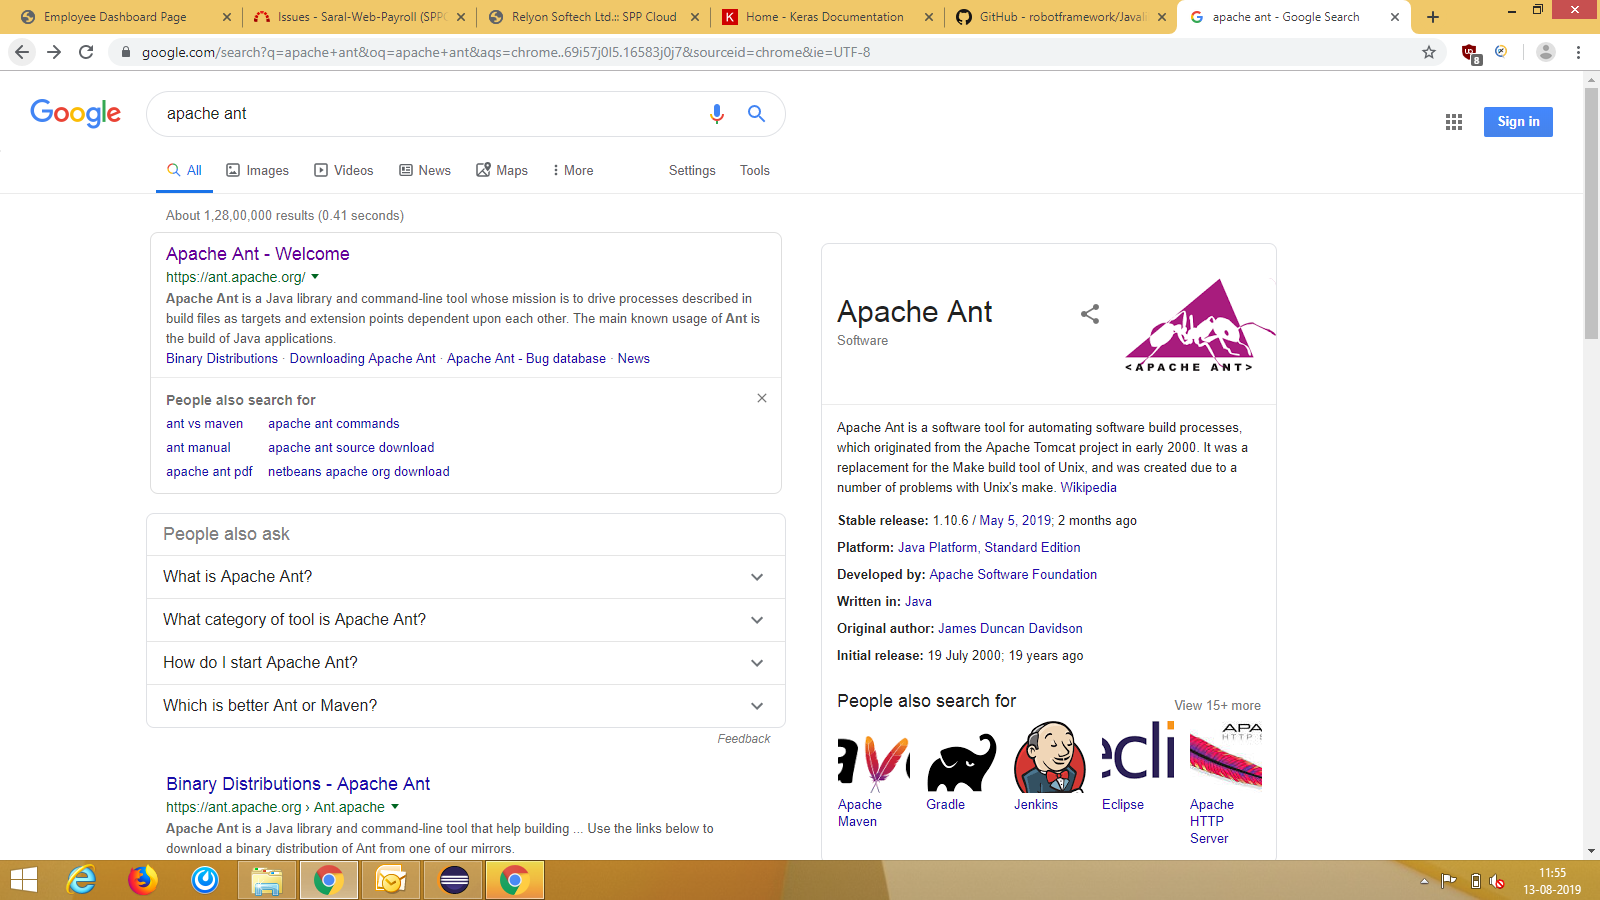 Employee Dashboard Page
Issues - Saral-Web-Payroll (SPPC
Relyon Softech Ltd.:: SPP Cloud
Home - Keras Documentation
GitHub - robotframework/Javali
apache ant - Google Search
google.com/search?q=apache+ant&oq=apache+ant&aqs=chrome..69i57j0l5.16583j0j7&sourceid=chrome&ie=UTF-8
8
Google
apache ant
Sign in
All
Images
Videos
News
Maps
More
Settings
Tools
About 1,28,00,000 results (0.41 seconds)
Apache Ant - Welcome
https://ant.apache.org/
Apache Ant is a Java library and command-line tool whose mission is to drive processes described in
build files as targets and extension points dependent upon each other. The main known usage of Ant is
the build of Java applications.
Binary Distributions · Downloading Apache Ant · Apache Ant - Bug database · News
People also search for
ant vs maven
apache ant commands
ant manual
apache ant source download
apache ant pdf
netbeans apache org download
People also ask
What is Apache Ant?
What category of tool is Apache Ant?
How do I start Apache Ant?
Which is better Ant or Maven?
Feedback
Binary Distributions - Apache Ant
https://ant.apache.org › Ant.apache
Apache Ant is a Java library and command-line tool that help building ... Use the links below to
download a binary distribution of Ant from one of our mirrors.
Apache Ant
Software
<APACHE ANT>
Apache Ant is a software tool for automating software build processes,
which originated from the Apache Tomcat project in early 2000. It was a
replacement for the Make build tool of Unix, and was created due to a
number of problems with Unix's make. Wikipedia
Stable release: 1.10.6 / May 5, 2019; 2 months ago
Platform: Java Platform, Standard Edition
Developed by: Apache Software Foundation
Written in: Java
Original author: James Duncan Davidson
Initial release: 19 July 2000; 19 years ago
People also search for
View 15+ more
ecli
APA
HTTP S
Apache
Maven
Gradle
Jenkins
Eclipse
Apache
HTTP
Server
11:55
13-08-2019